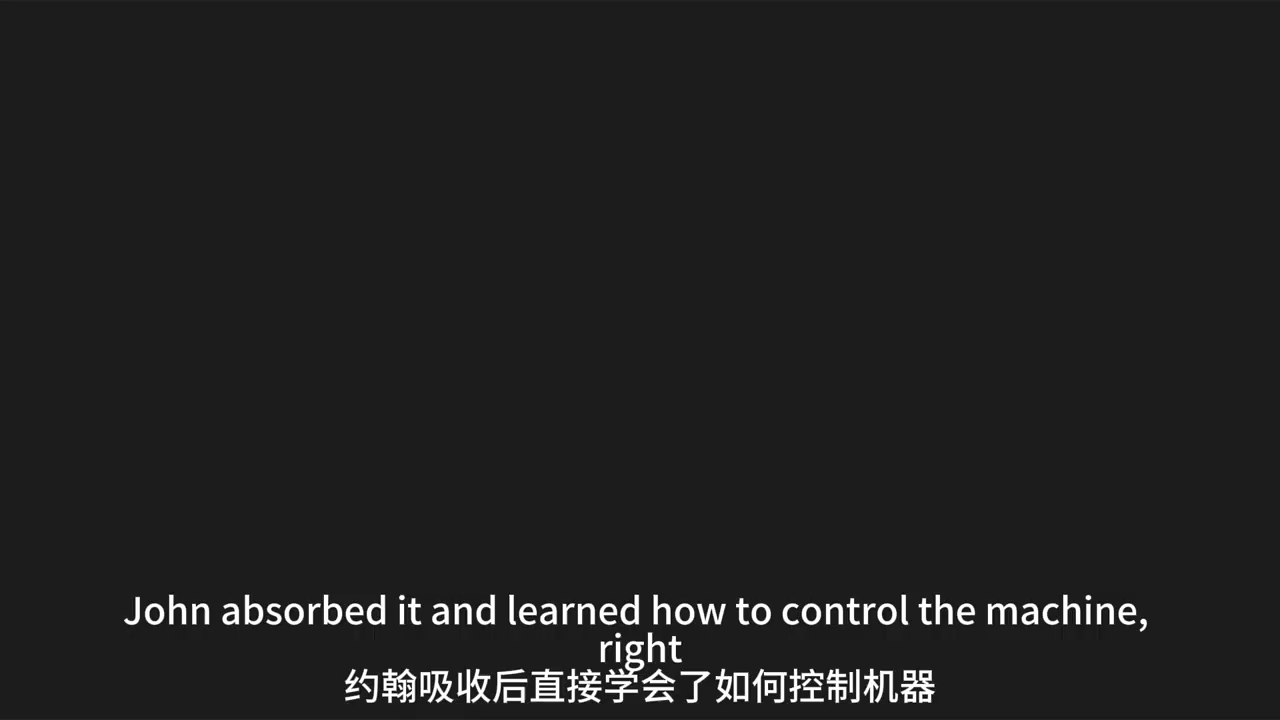 John absorbed it and learned how to control the machine,
right
约翰吸收后直接学会了如何控制机器